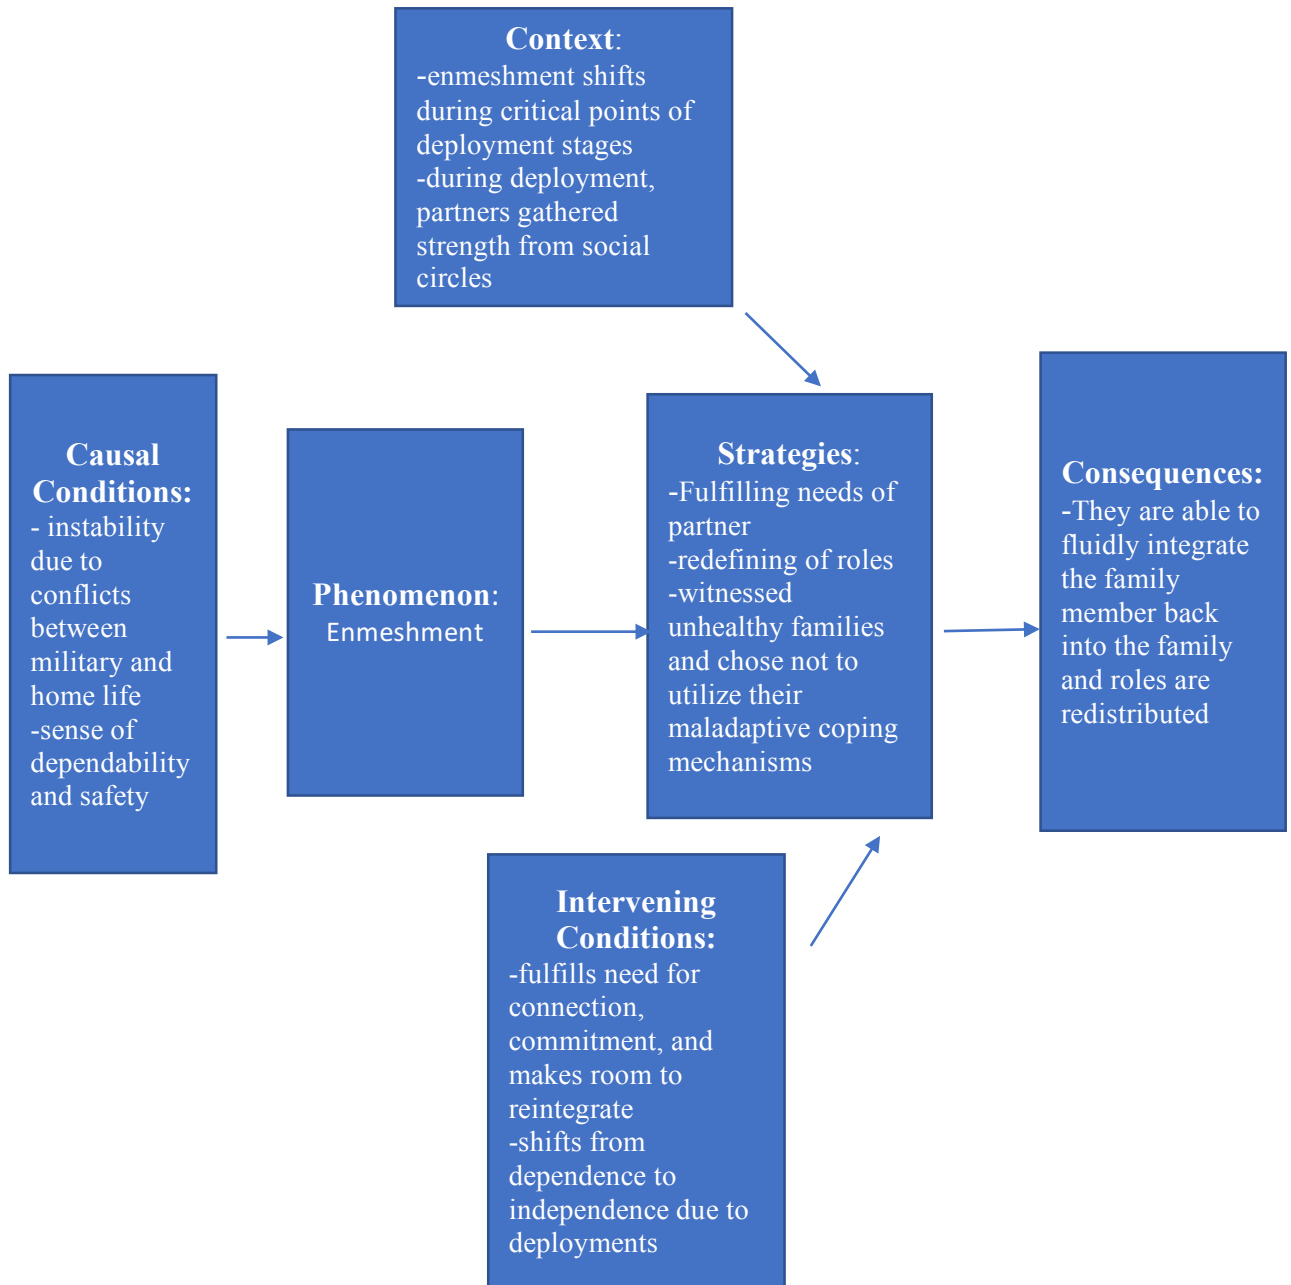 Context:
-enmeshment shifts
during critical points of
deployment stages
-during deployment,
partners gathered
strength from social
circles
Causal
Conditions:
- instability
due to
conflicts
between
military and
home life
-sense of
dependability
and safety
Phenomenon:
Enmeshment
Strategies:
-Fulfilling needs of
partner
-redefining of roles
-witnessed
unhealthy families
and chose not to
utilize their
maladaptive coping
mechanisms
Consequences:
-They are able to
fluidly integrate
the family
member back
into the family
and roles are
redistributed
Intervening
Conditions:
-fulfills need for
connection,
commitment, and
makes room to
reintegrate
-shifts from
dependence to
independence due to
deployments